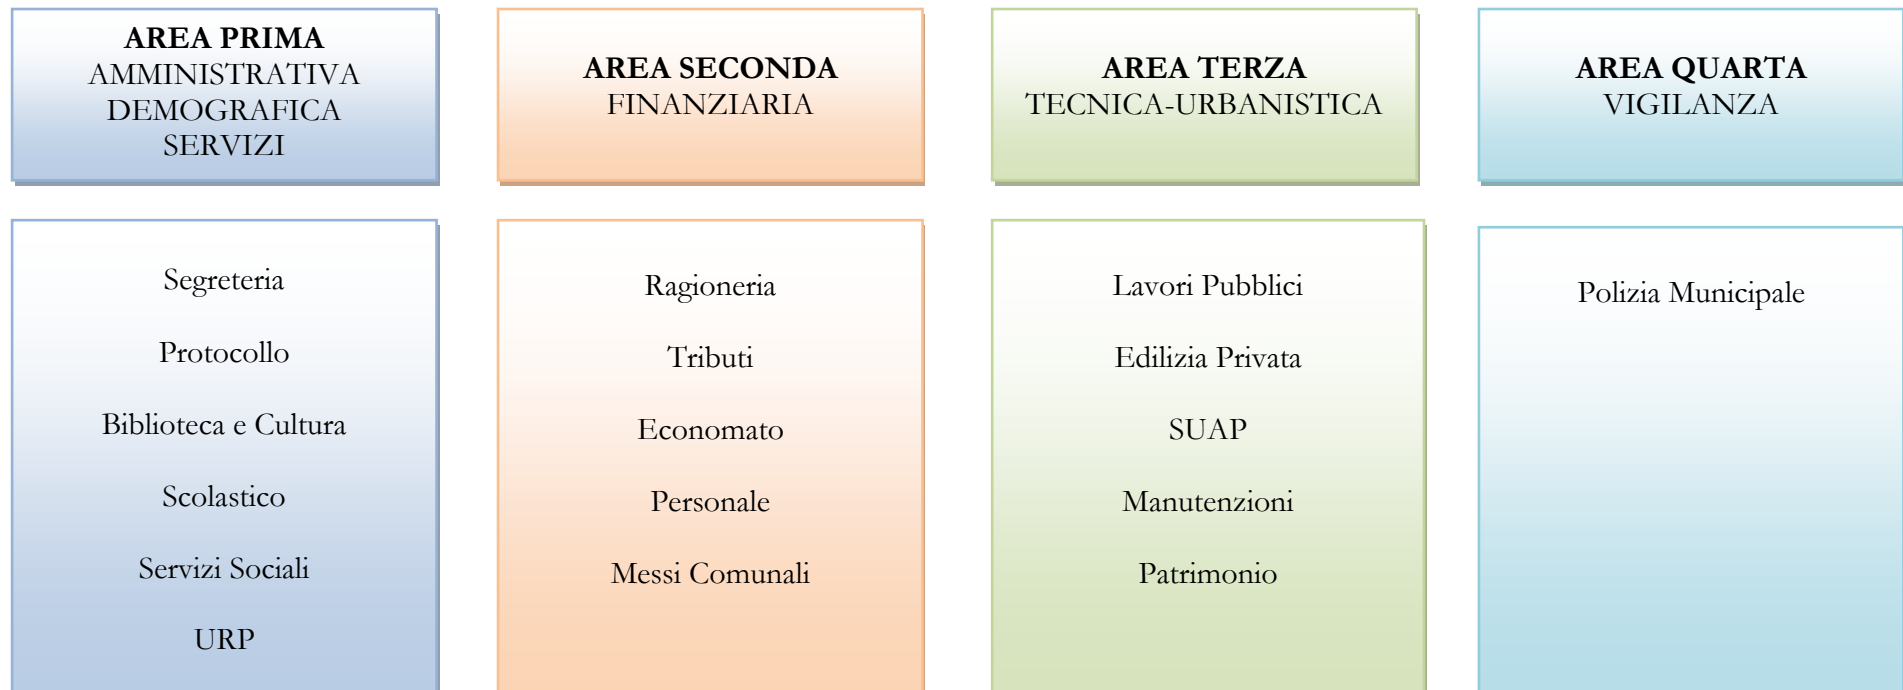 AREA PRIMA
AMMINISTRATIVA
DEMOGRAFICA
SERVIZI
AREA SECONDA
FINANZIARIA
AREA TERZA
TECNICA-URBANISTICA
AREA QUARTA
VIGILANZA
Segreteria
Protocollo
Biblioteca e Cultura
Scolastico
Servizi Sociali
URP
Ragioneria
Tributi
Economato
Personale
Messi Comunali
Lavori Pubblici
Edilizia Privata
SUAP
Manutenzioni
Patrimonio
Polizia Municipale